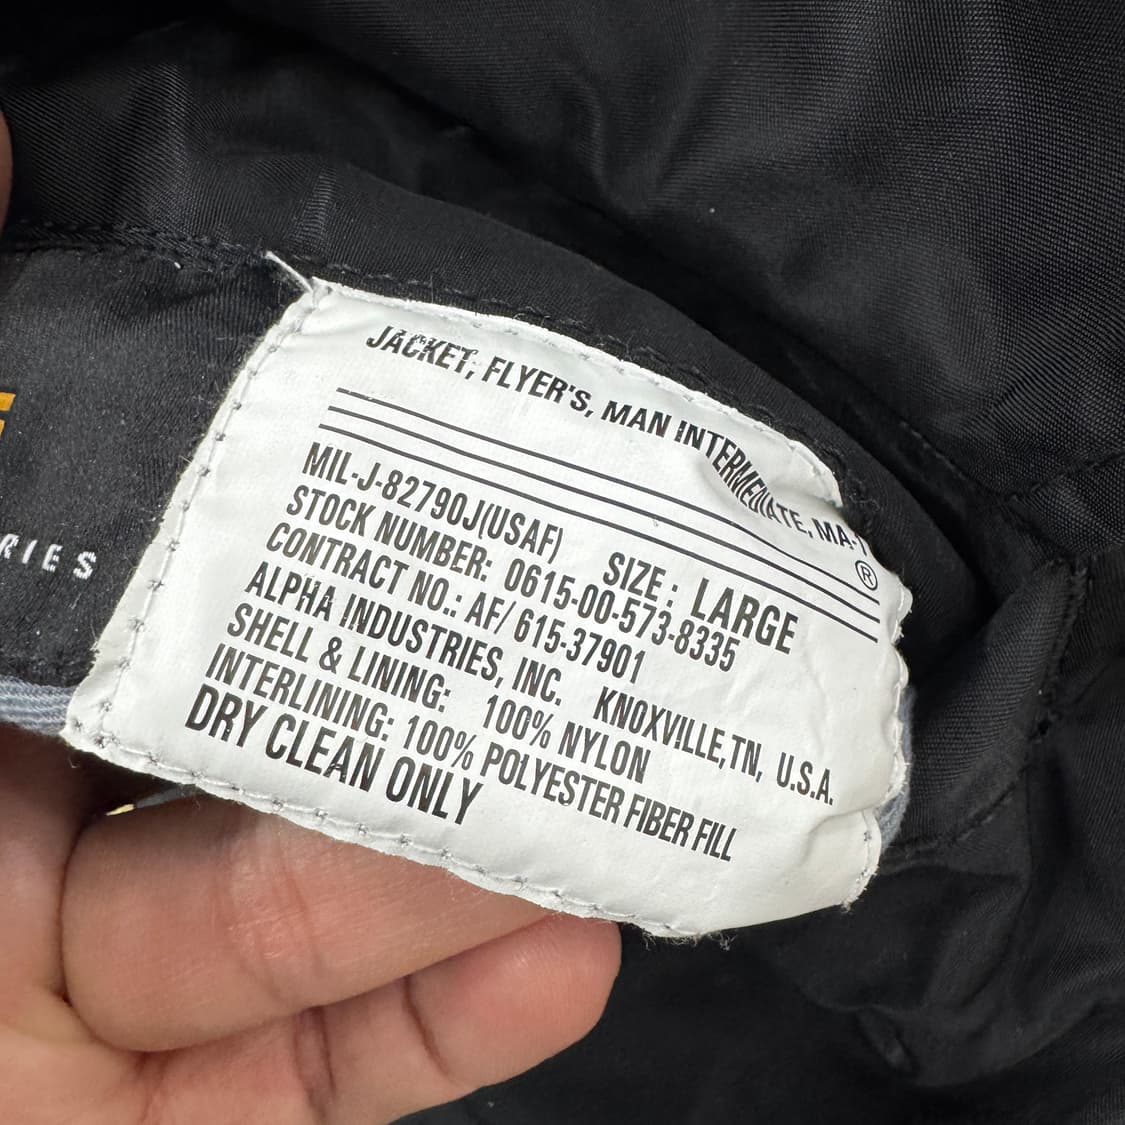 JACKET, FLYER'S, MAN INTERMEDIATE, MA-1
®
MIL-J-82790J(USAF) SIZE: LARGE
STOCK NUMBER: 0615-00-573-8335
CONTRACT NO.: AF/ 615-37901
ALPHA INDUSTRIES, INC. KNOXVILLE, TN, U.S.A.
SHELL & LINING: 100% NYLON
INTERLINING: 100% POLYESTER FIBER FILL
DRY CLEAN ONLY
RIES